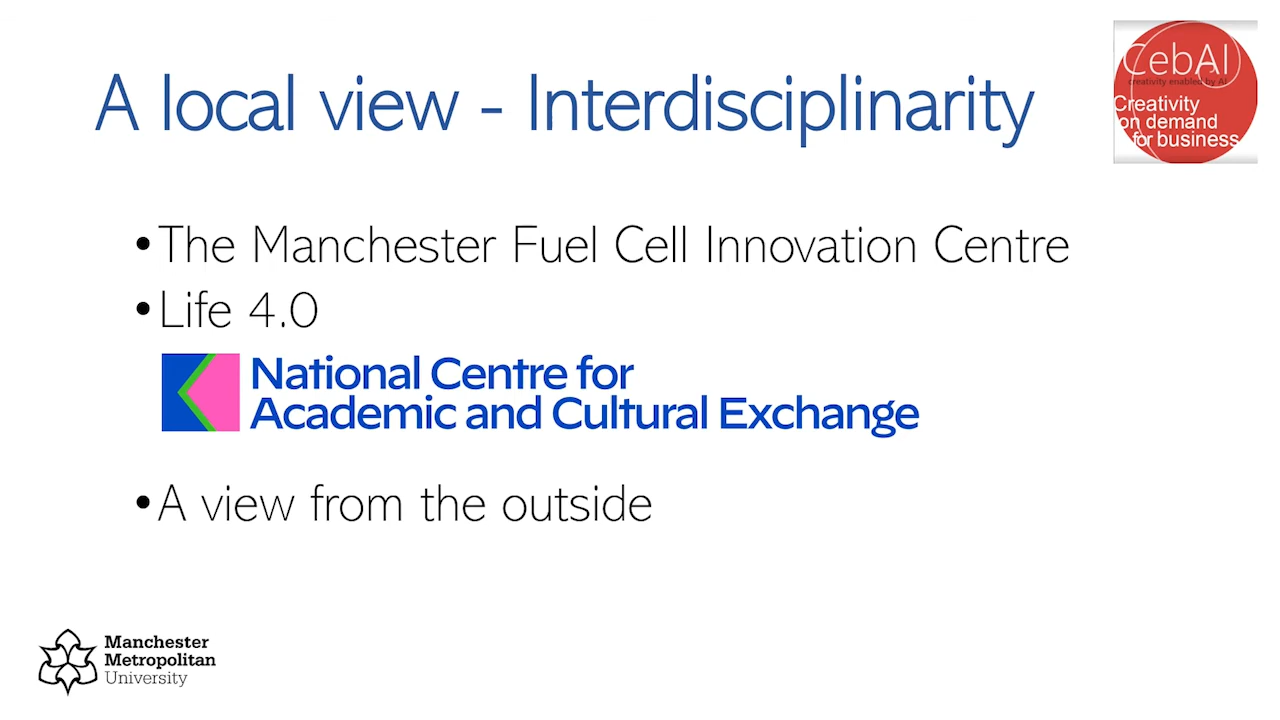 A local view - Interdisciplinarity
CebAI
creativity enabled by AI
Creativity
on demand
for business
•The Manchester Fuel Cell Innovation Centre
•Life 4.0
National Centre for
Academic and Cultural Exchange
•A view from the outside
Manchester
Metropolitan
University